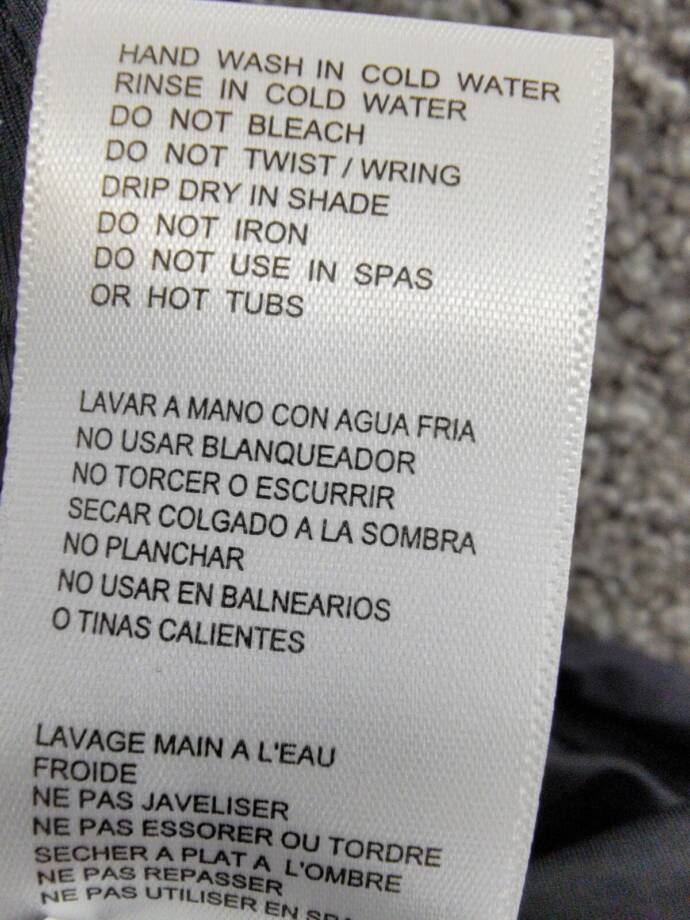 HAND WASH IN COLD WATER
RINSE IN COLD WATER
DO NOT BLEACH
DO NOT TWIST / WRING
DRIP DRY IN SHADE
DO NOT IRON
DO NOT USE IN SPAS
OR HOT TUBS
LAVAR A MANO CON AGUA FRIA
NO USAR BLANQUEADOR
NO TORCER O ESCURRIR
SECAR COLGADO A LA SOMBRA
NO PLANCHAR
NO USAR EN BALNEARIOS
O TINAS CALIENTES
LAVAGE MAIN A L'EAU
FROIDE
NE PAS JAVELISER
NE PAS ESSORER OU TORDRE
SECHER A PLAT A L'OMBRE
NE PAS REPASSER
NE PAS UTILISER EN